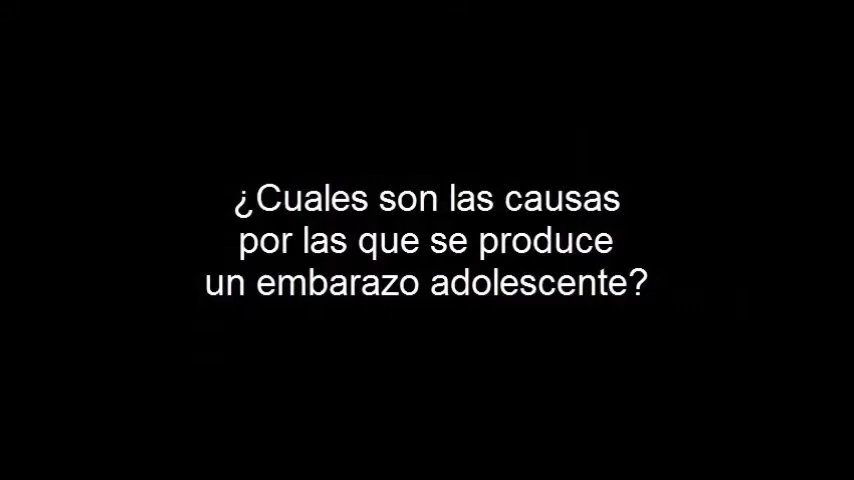 ¿Cuales son las causas
por las que se produce
un embarazo adolescente?